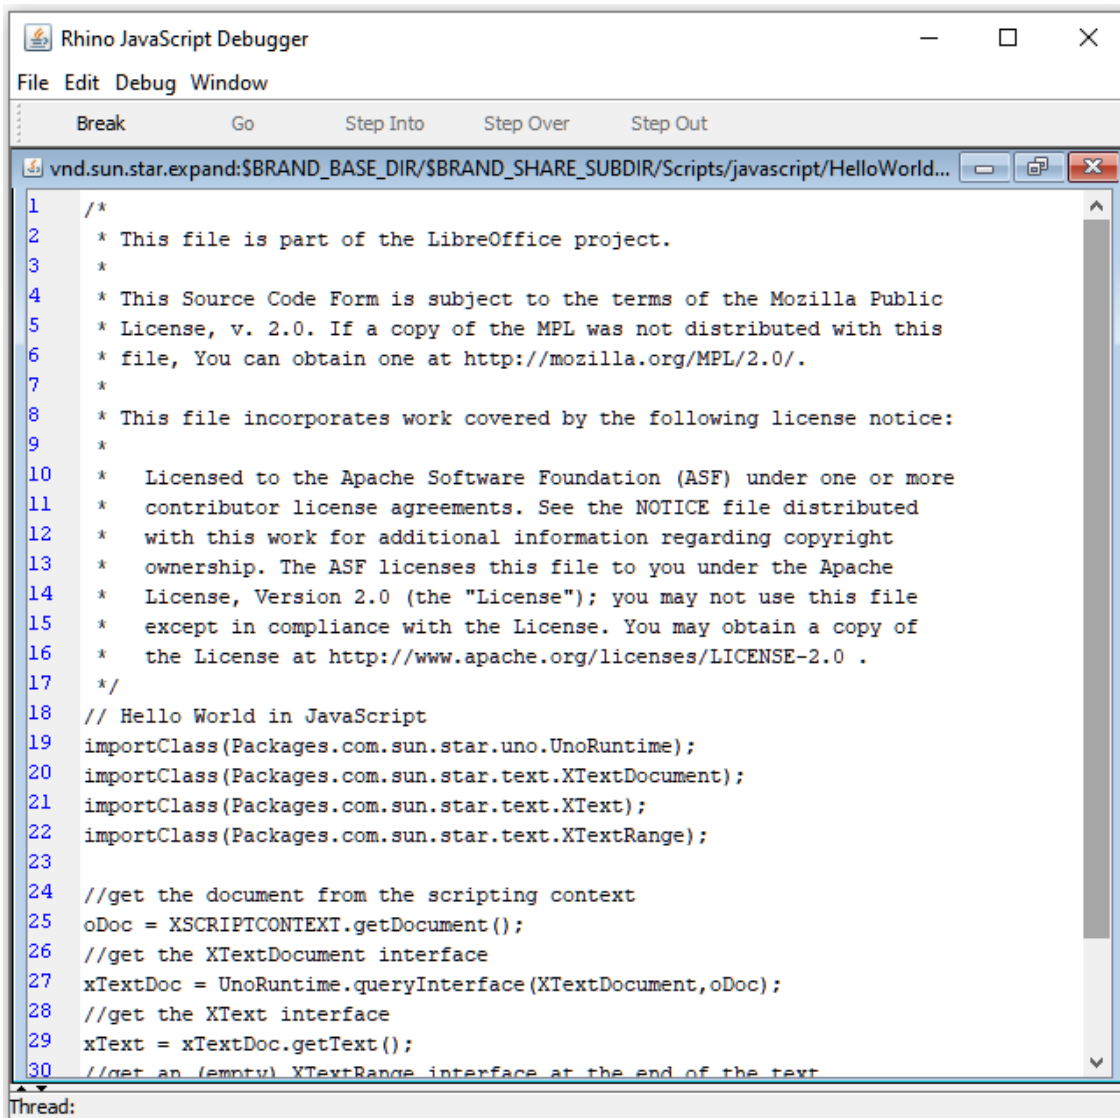 Rhino JavaScript Debugger
File Edit Debug Window
Break Go Step Into Step Over Step Out
vnd.sun.star.expand:$BRAND_BASE_DIR/$BRAND_SHARE_SUBDIR/Scripts/javascript/HelloWorld...
1 /*
2 * This file is part of the LibreOffice project.
3 *
4 * This Source Code Form is subject to the terms of the Mozilla Public
5 * License, v. 2.0. If a copy of the MPL was not distributed with this
6 * file, You can obtain one at http://mozilla.org/MPL/2.0/.
7 *
8 * This file incorporates work covered by the following license notice:
9 *
10 * Licensed to the Apache Software Foundation (ASF) under one or more
11 * contributor license agreements. See the NOTICE file distributed
12 * with this work for additional information regarding copyright
13 * ownership. The ASF licenses this file to you under the Apache
14 * License, Version 2.0 (the "License"); you may not use this file
15 * except in compliance with the License. You may obtain a copy of
16 * the License at http://www.apache.org/licenses/LICENSE-2.0 .
17 */
18 // Hello World in JavaScript
19 importClass(Packages.com.sun.star.uno.UnoRuntime);
20 importClass(Packages.com.sun.star.text.XTextDocument);
21 importClass(Packages.com.sun.star.text.XText);
22 importClass(Packages.com.sun.star.text.XTextRange);
23
24 //get the document from the scripting context
25 oDoc = XSCRIPTCONTEXT.getDocument();
26 //get the XTextDocument interface
27 xTextDoc = UnoRuntime.queryInterface(XTextDocument,oDoc);
28 //get the XText interface
29 xText = xTextDoc.getText();
30 //get an (empty) XTextRange interface at the end of the text
Thread: